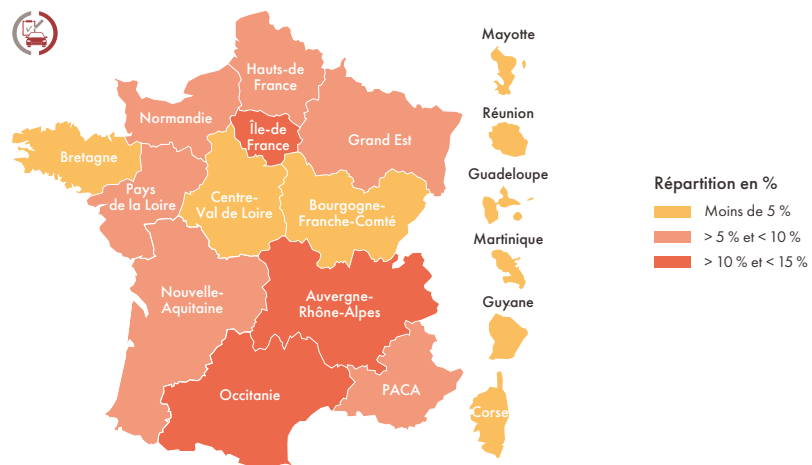 Mayotte
Hauts-de
France
Réunion
Normandie
Île-de
France
Grand Est
Bretagne
Guadeloupe
Pays
de la Loire
Centre-
Val de Loire
Bourgogne-
Franche-Comté
Répartition en %
Moins de 5 %
> 5 % et < 10 %
> 10 % et < 15 %
Martinique
Nouvelle-
Aquitaine
Auvergne-
Rhône-Alpes
Guyane
Occitanie
PACA
Corse